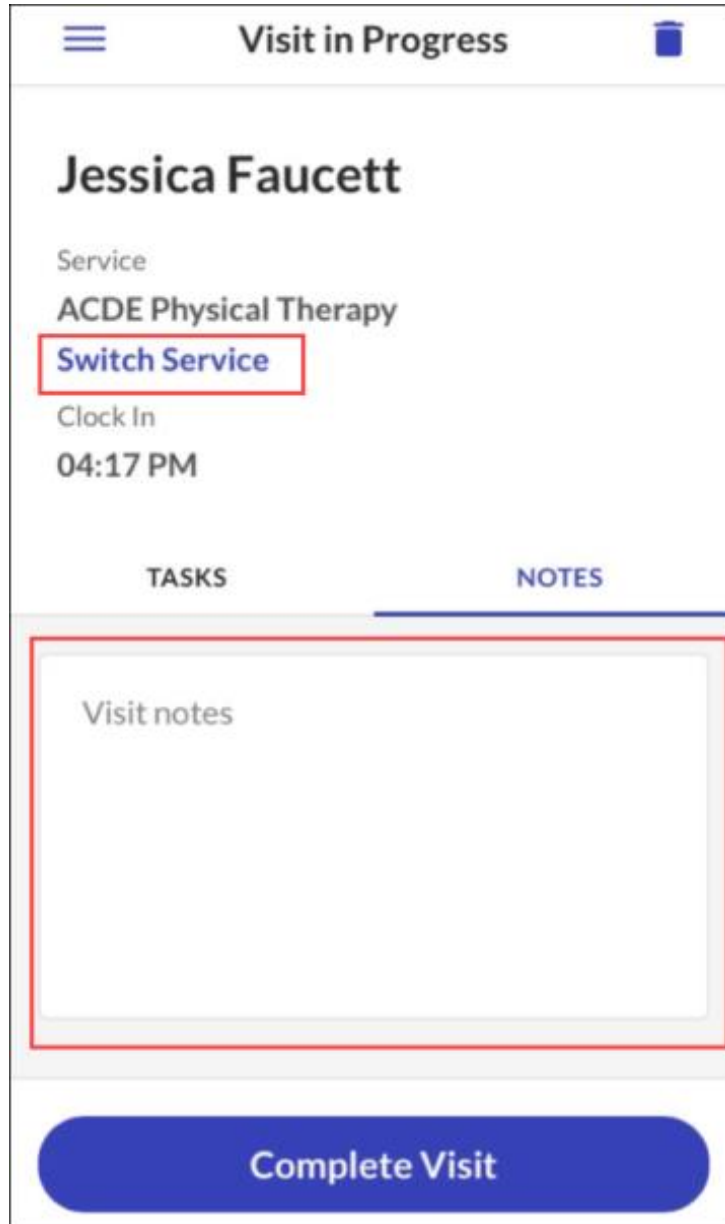 Visit in Progress
Jessica Faucett
Service
ACDE Physical Therapy
Switch Service
Clock In
04:17 PM
TASKS NOTES
Visit notes
Complete Visit